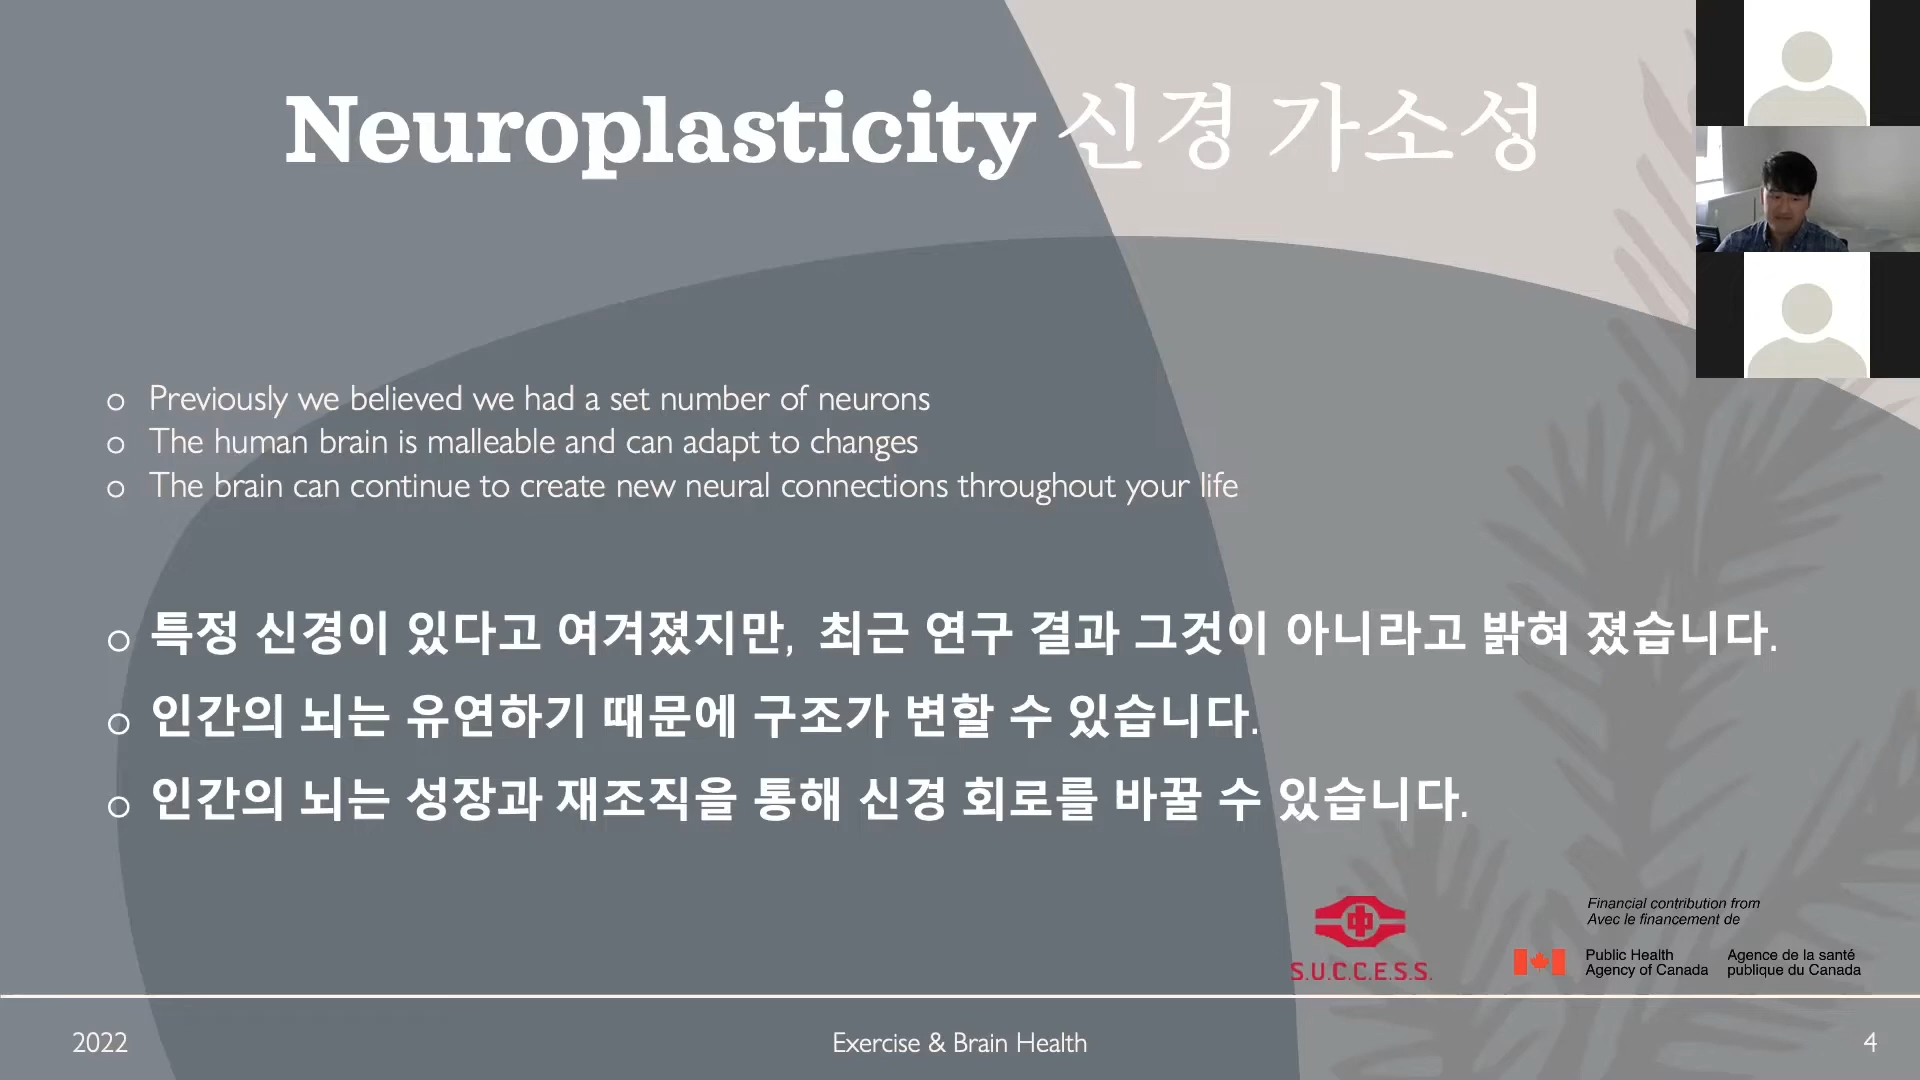 Neuroplasticity 신경 가소성
o Previously we believed we had a set number of neurons
o The human brain is malleable and can adapt to changes
o The brain can continue to create new neural connections throughout your life
o 특정 신경이 있다고 여겨졌지만, 최근 연구 결과 그것이 아니라고 밝혀 졌습니다.
o 인간의 뇌는 유연하기 때문에 구조가 변할 수 있습니다.
o 인간의 뇌는 성장과 재조직을 통해 신경 회로를 바꿀 수 있습니다.
S.U.C.C.E.S.S.
Financial contribution from
Avec le financement de
Public Health Agence de la santé
Agency of Canada publique du Canada
2022 Exercise & Brain Health 4